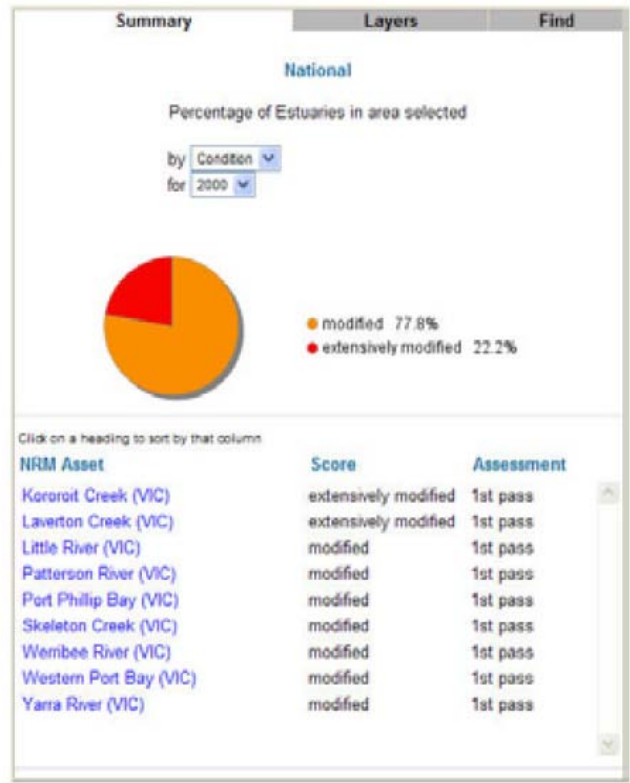 Summary Layers Find
National
Percentage of Estuaries in area selected
by Condition
for 2000
modified 77.8%
extensively modified 22.2%
Click on a heading to sort by that column
NRM Asset Score Assessment
Kororoit Creek (VIC) extensively modified 1st pass
Laverton Creek (VIC) extensively modified 1st pass
Little River (VIC) modified 1st pass
Patterson River (VIC) modified 1st pass
Port Phillip Bay (VIC) modified 1st pass
Skeleton Creek (VIC) modified 1st pass
Werribee River (VIC) modified 1st pass
Western Port Bay (VIC) modified 1st pass
Yarra River (VIC) modified 1st pass